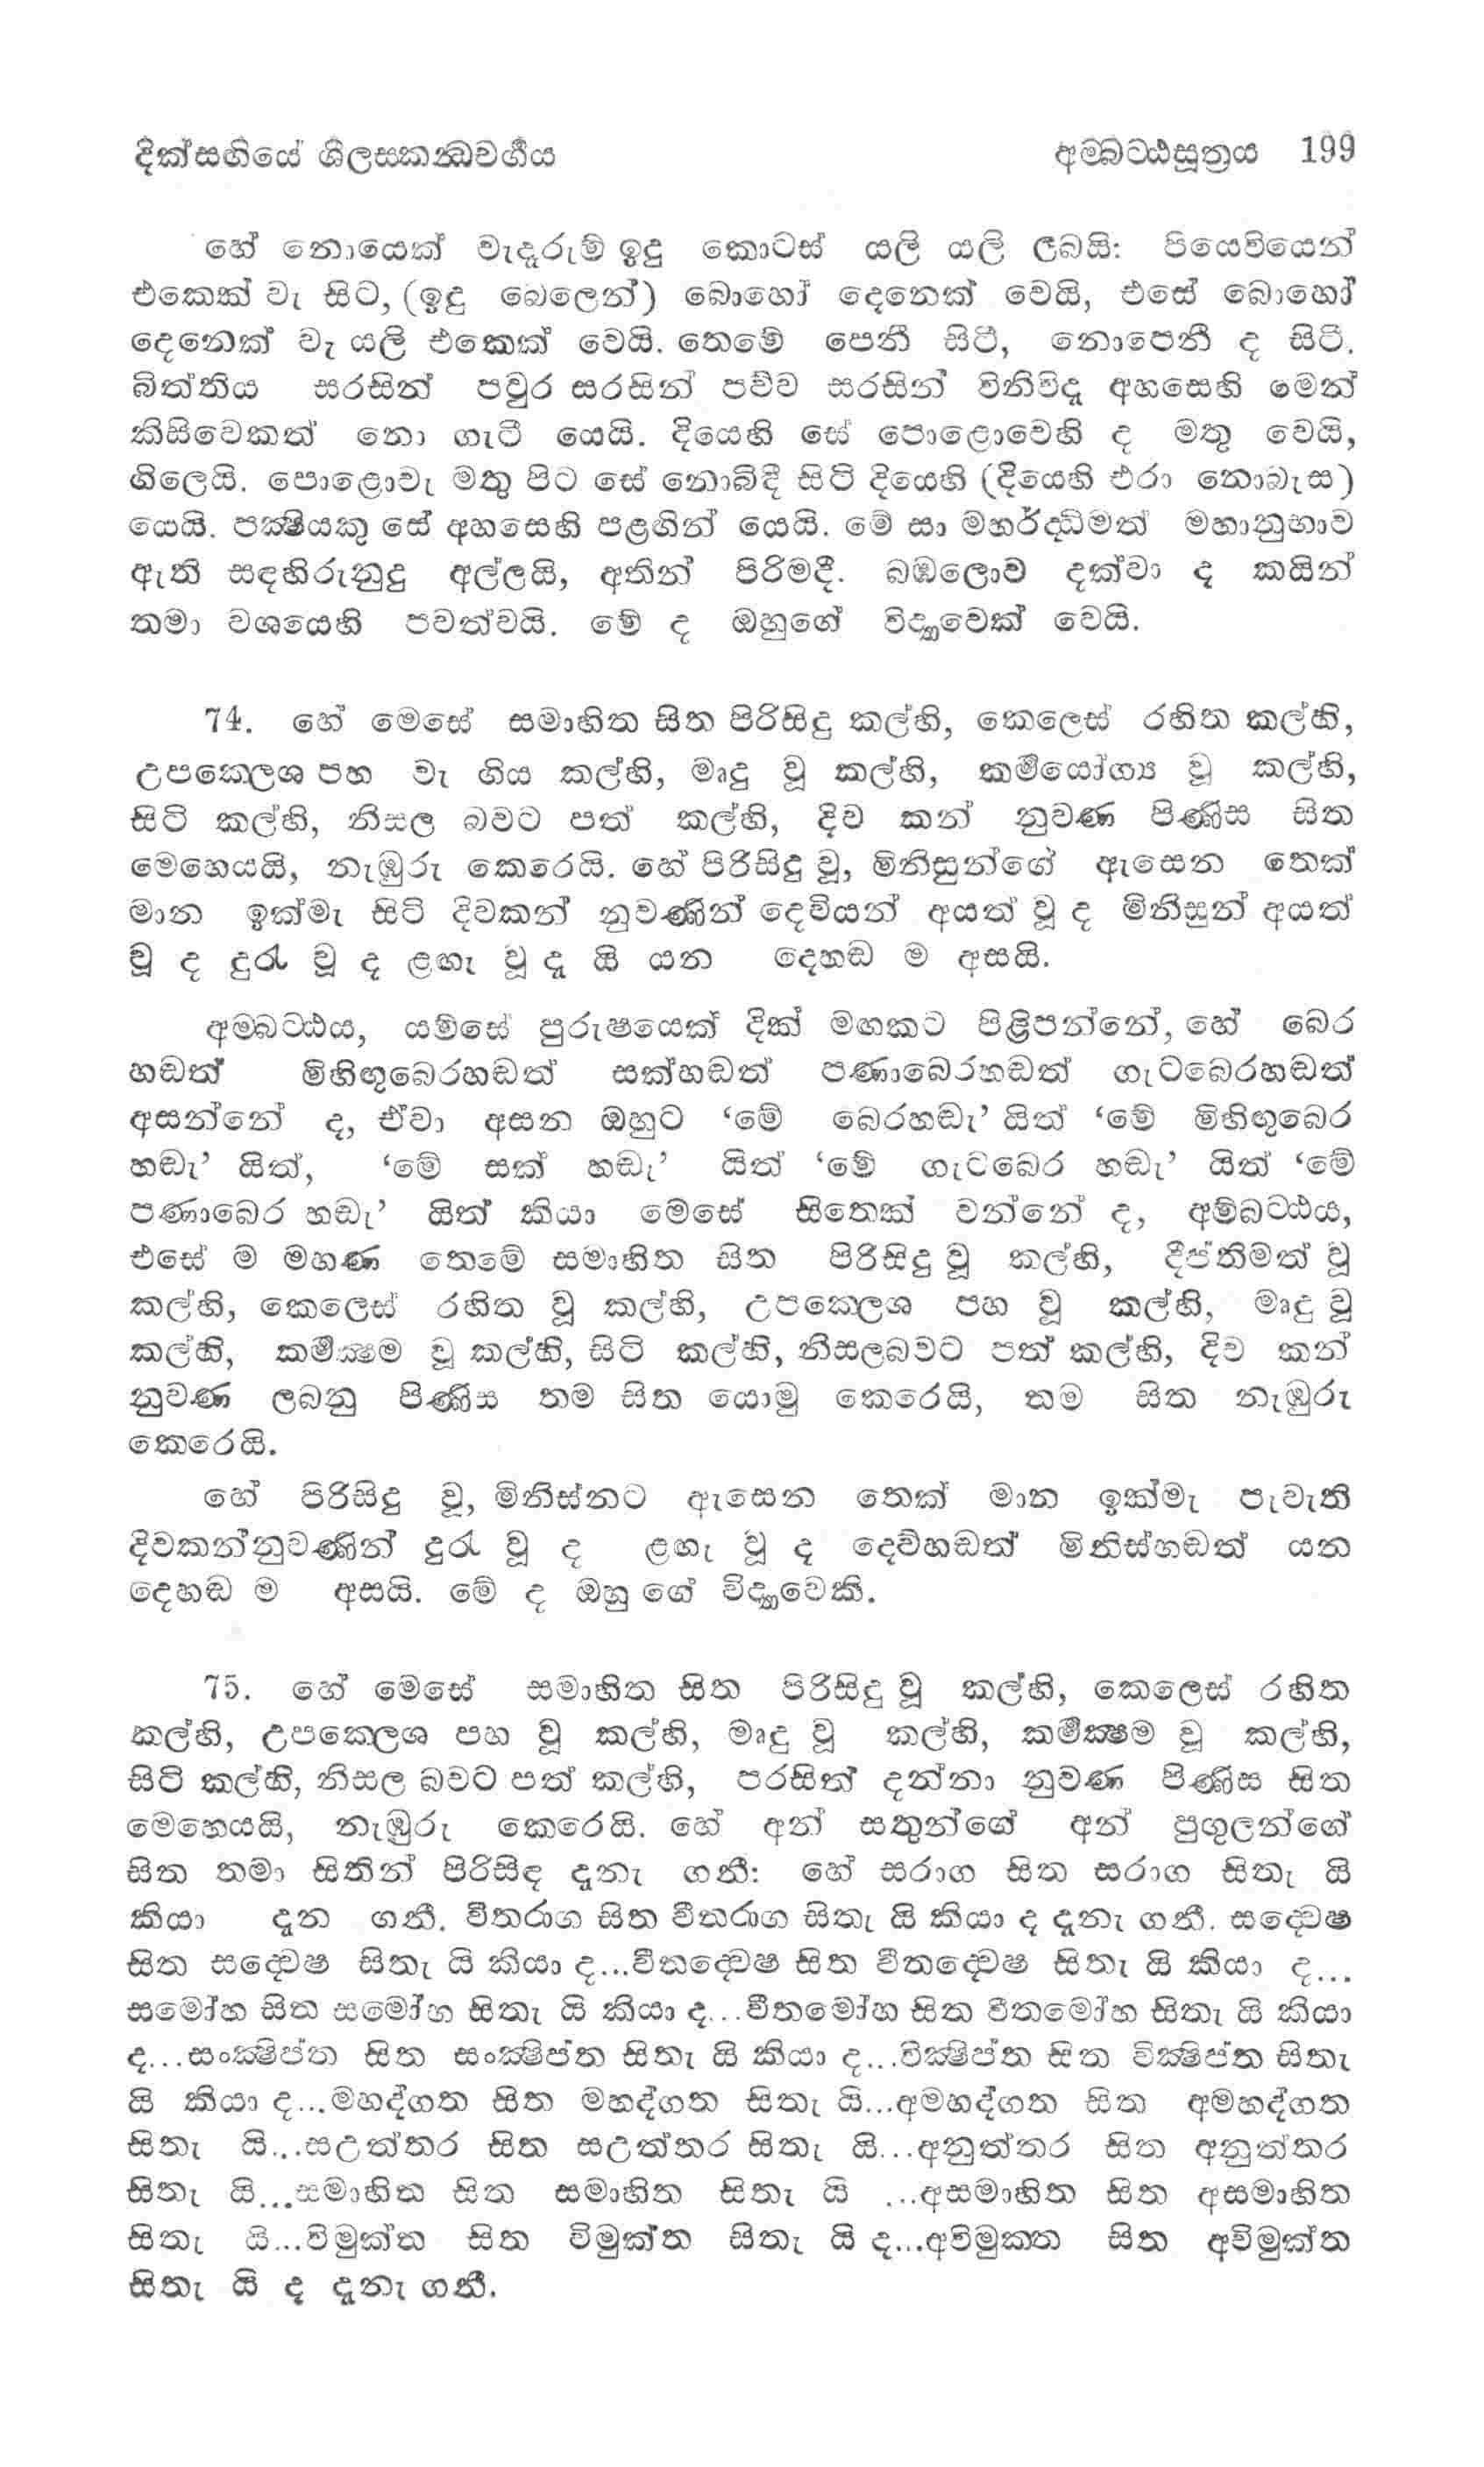 දික්සඟියේ ශීලසකන්‍ධවර්‍ගය අම්බට්ඨසූත්‍රය 199
හේ නොයෙක් වැදෑරුම් ඉදු කොටස් යලි යලි ලබයි: පියෙවියෙන්
එකෙක් වැ සිට, (ඉදු බෙලෙන්) බොහෝ දෙනෙක් වෙයි, එසේ බොහෝ
දෙනෙක් වැ යලි එකෙක් වෙයි. තෙමේ පෙනී සිටී, නොපෙනී ද සිටී.
බිත්තිය සරසින් පවුර සරසින් පව්ව සරසින් විනිවිදැ අහසෙහි මෙන්
කිසිවෙකත් නො ගැටී යෙයි. දියෙහි සේ පොළොවෙහි ද මතු වෙයි,
ගිලෙයි. පොළොවැ මතු පිට සේ නොබිඳී සිටි දියෙහි (දියෙහි එරා නොබැස)
යෙයි. පක්‍ෂියකු සේ අහසෙහි පළඟින් යෙයි. මේ සා මහර්ද්ධිමත් මහානුභාව
ඇති සඳහිරුනුදු අල්ලයි, අතින් පිරිමදී. බඹලොව දක්වා ද කයින්
තමා වශයෙහි පවත්වයි. මේ ද ඔහුගේ විද්‍යාවෙක් වෙයි.
74. හේ මෙසේ සමාහිත සිත පිරිසිදු කල්හි, කෙලෙස් රහිත කල්හි,
උපක්ලෙශ පහ වැ ගිය කල්හි, මෘදු වූ කල්හි, කර්‍මයෝග්‍ය වූ කල්හි,
සිටි කල්හි, නිසල බවට පත් කල්හි, දිව කන් නුවණ පිණිස සිත
මෙහෙයයි, නැඹුරු කෙරෙයි. හේ පිරිසිදු වූ, මිනිසුන්ගේ ඇසෙන තෙක්
මාන ඉක්මැ සිටි දිවකන් නුවණින් දෙවියන් අයත් වූ ද මිනිසුන් අයත්
වූ ද දුරැ වූ ද ළඟැ වූ දැ යි යන දෙහඬ ම අසයි.
අම්බට්ඨය, යම්සේ පුරුෂයෙක් දික් මඟකට පිළිපන්නේ, හේ බෙර
හඬත් මිහිඟුබෙරහඬත් සක්හඬත් පණාබෙරහඬත් ගැටබෙරහඬත්
අසන්නේ ද, ඒවා අසන ඔහුට ‘මේ බෙරහඬැ’ යිත් ‘මේ මිහිඟුබෙර
හඬැ’ යිත්, ‘මේ සක් හඬැ’ යිත් ‘මේ ගැටබෙර හඬැ’ යිත් ‘මේ
පණාබෙර හඬැ’ යිත් කියා මෙසේ සිතෙක් වන්නේ ද, අම්බට්ඨය,
එසේ ම මහණ තෙමේ සමාහිත සිත පිරිසිදු වූ කල්හි, දීප්තිමත් වූ
කල්හි, කෙලෙස් රහිත වූ කල්හි, උපක්ලෙශ පහ වූ කල්හි, මෘදු වූ
කල්හි, කර්‍මක්‍ෂම වූ කල්හි, සිටි කල්හි, නිසලබවට පත් කල්හි, දිව කන්
නුවණ ලබනු පිණිස තම සිත යොමු කෙරෙයි, තම සිත නැඹුරු
කෙරෙයි.
හේ පිරිසිදු වූ, මිනිස්නට ඇසෙන තෙක් මාන ඉක්මැ පැවැති
දිවකන්නුවණින් දුරැ වූ ද ළඟැ වූ ද දෙව්හඬත් මිනිස්හඬත් යන
දෙහඬ ම අසයි. මේ ද ඔහු ගේ විද්‍යාවෙකි.
75. හේ මෙසේ සමාහිත සිත පිරිසිදු වූ කල්හි, කෙලෙස් රහිත
කල්හි, උපක්ලෙශ පහ වූ කල්හි, මෘදු වූ කල්හි, කර්‍මක්‍ෂම වූ කල්හි,
සිටි කල්හි, නිසල බවට පත් කල්හි, පරසිත් දන්නා නුවණ පිණිස සිත
මෙහෙයයි, නැඹුරු කෙරෙයි. හේ අන් සතුන්ගේ අන් පුගුලන්ගේ
සිත තමා සිතින් පිරිසිඳ දැනැ ගනී: හේ සරාග සිත සරාග සිතැ යි
කියා දැන ගනී. වීතරාග සිත වීතරාග සිතැ යි කියා ද දැනැ ගනී. සද්වෙෂ
සිත සද්වෙෂ සිතැ යි කියා ද...වීතද්වෙෂ සිත වීතද්වෙෂ සිතැ යි කියා ද...
සමෝහ සිත සමෝහ සිතැ යි කියා ද...වීතමෝහ සිත වීතමෝහ සිතැ යි කියා
ද...සංක්‍ෂිප්ත සිත සංක්‍ෂිප්ත සිතැ යි කියා ද...වික්‍ෂිප්ත සිත වික්‍ෂිප්ත සිතැ
යි කියා ද...මහද්ගත සිත මහද්ගත සිතැ යි...අමහද්ගත සිත අමහද්ගත
සිතැ යි...සඋත්තර සිත සඋත්තර සිතැ යි...අනුත්තර සිත අනුත්තර
සිතැ යි...සමාහිත සිත සමාහිත සිතැ යි ...අසමාහිත සිත අසමාහිත
සිතැ යි...විමුක්ත සිත විමුක්ත සිතැ යි ද...අවිමුක්ත සිත අවිමුක්ත
සිතැ යි ද දැනැ ගනී.